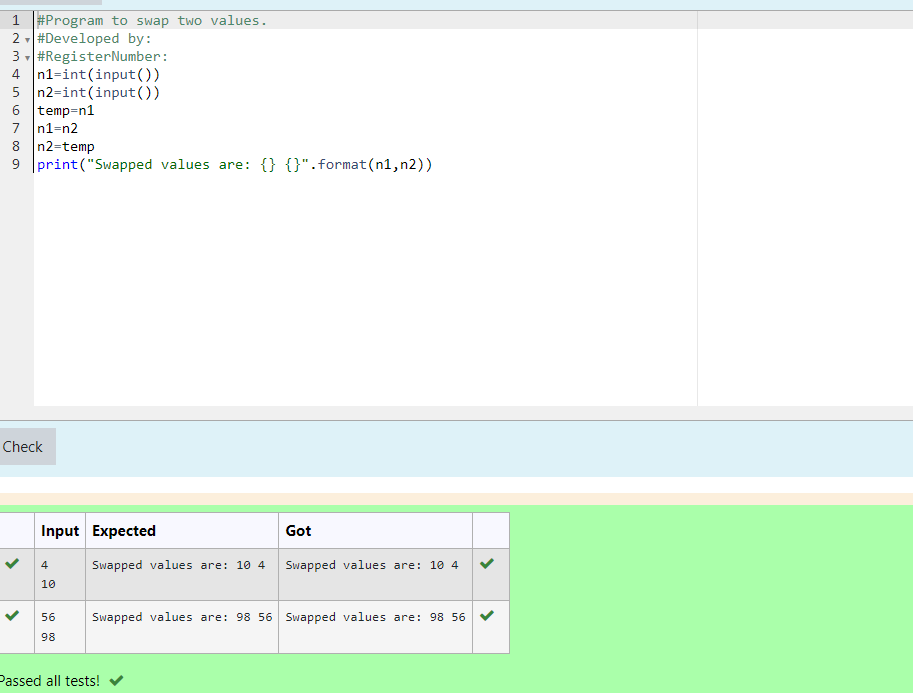 1 #Program to swap two values.
2 #Developed by:
3 #RegisterNumber:
4 n1=int(input())
5 n2=int(input())
6 temp=n1
7 n1=n2
8 n2=temp
9 print("Swapped values are: {} {}".format(n1,n2))
Check
Input Expected Got
4 Swapped values are: 10 4 Swapped values are: 10 4
10
56 Swapped values are: 98 56 Swapped values are: 98 56
98
Passed all tests!